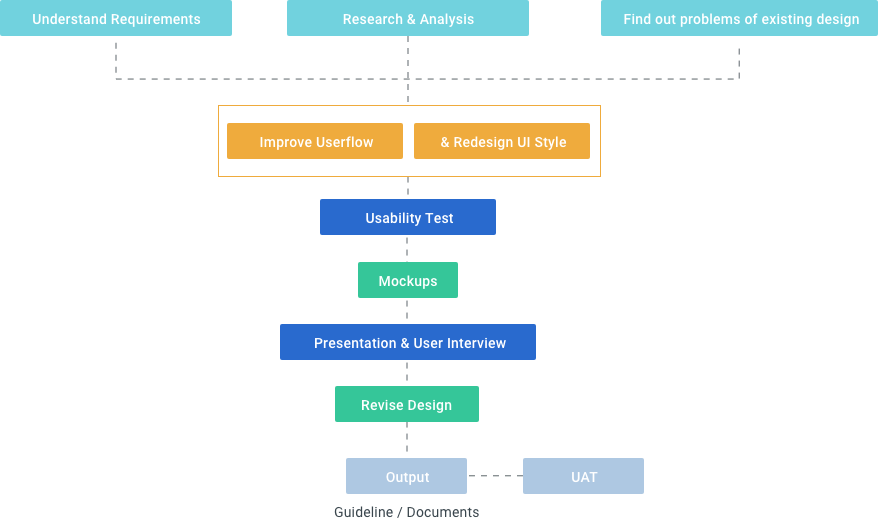 Understand Requirements
Research & Analysis
Find out problems of existing design
Improve Userflow
& Redesign UI Style
Usability Test
Mockups
Presentation & User Interview
Revise Design
Output
UAT
Guideline / Documents